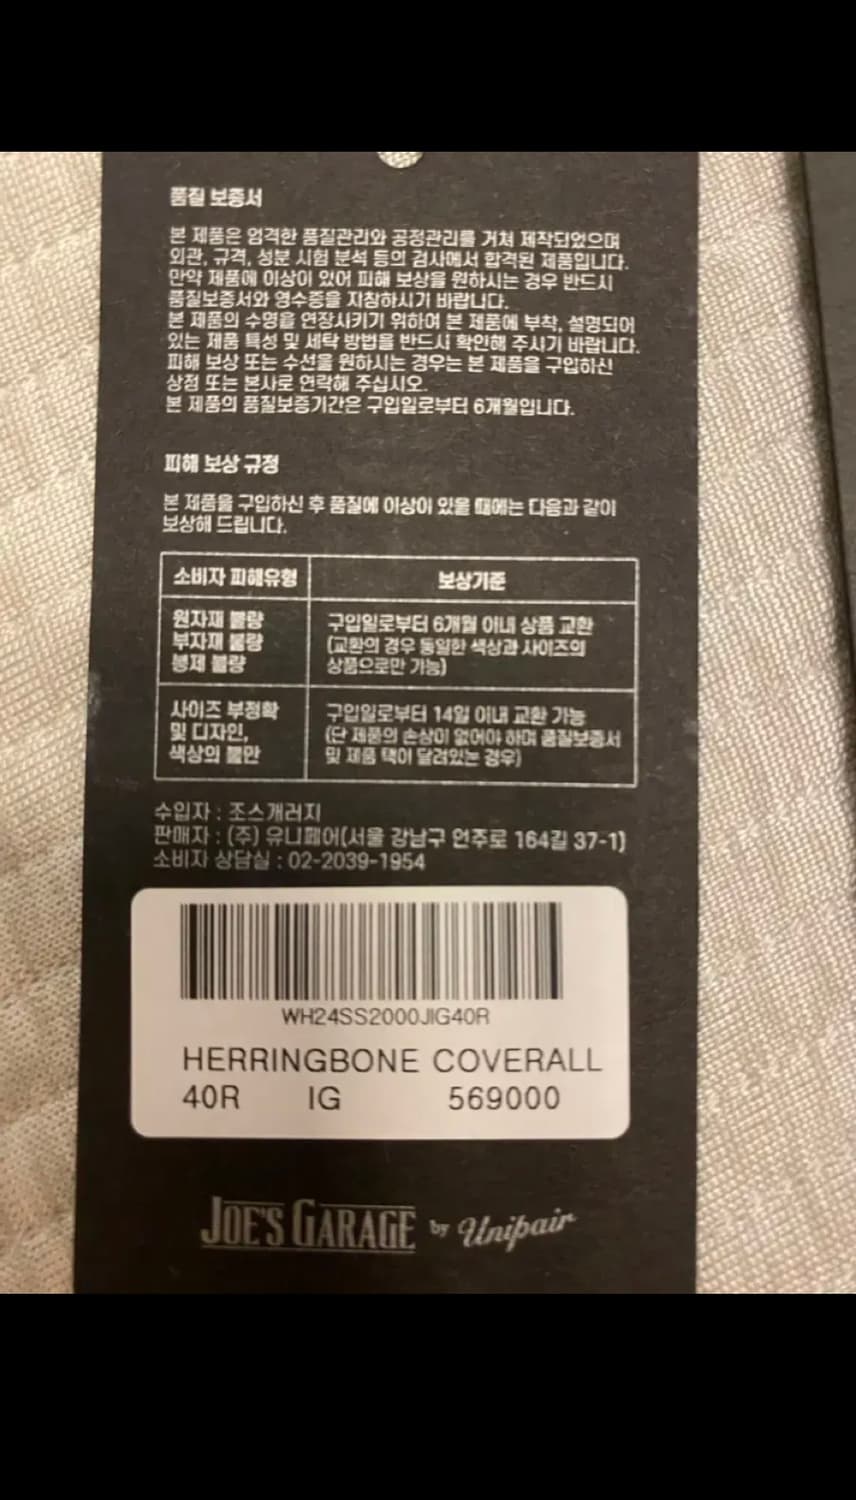 품질 보증서
본 제품은 엄격한 품질관리와 공정관리를 거쳐 제작되었으며
외관, 규격, 성분 시험 분석 등의 검사에서 합격된 제품입니다.
만약 제품에 이상이 있어 피해 보상을 원하시는 경우 반드시
품질보증서와 영수증을 지참하시기 바랍니다.
본 제품의 수명을 연장시키기 위하여 본 제품에 부착, 설명되어
있는 제품 특성 및 세탁 방법을 반드시 확인해 주시기 바랍니다.
피해 보상 또는 수선을 원하시는 경우는 본 제품을 구입하신
상점 또는 본사로 연락해 주십시오.
본 제품의 품질보증기간은 구입일로부터 6개월입니다.
피해 보상 규정
본 제품을 구입하신 후 품질에 이상이 있을 때에는 다음과 같이
보상해 드립니다.
소비자 피해유형 보상기준
원자재 불량
부자재 불량
봉제 불량
구입일로부터 6개월 이내 상품 교환
(교환의 경우 동일한 색상과 사이즈의
상품으로만 가능)
사이즈 부정확
및 디자인,
색상의 불만
구입일로부터 14일 이내 교환 가능
(단 제품의 손상이 없어야 하며 품질보증서
및 제품 택이 달려있는 경우)
수입자 : 조스개러지
판매자 : (주) 유니페어(서울 강남구 언주로 164길 37-1)
소비자 상담실 : 02-2039-1954
WH24SS2000JIG40R
HERRINGBONE COVERALL
40R IG 569000
JOE'S GARAGE by Unipair